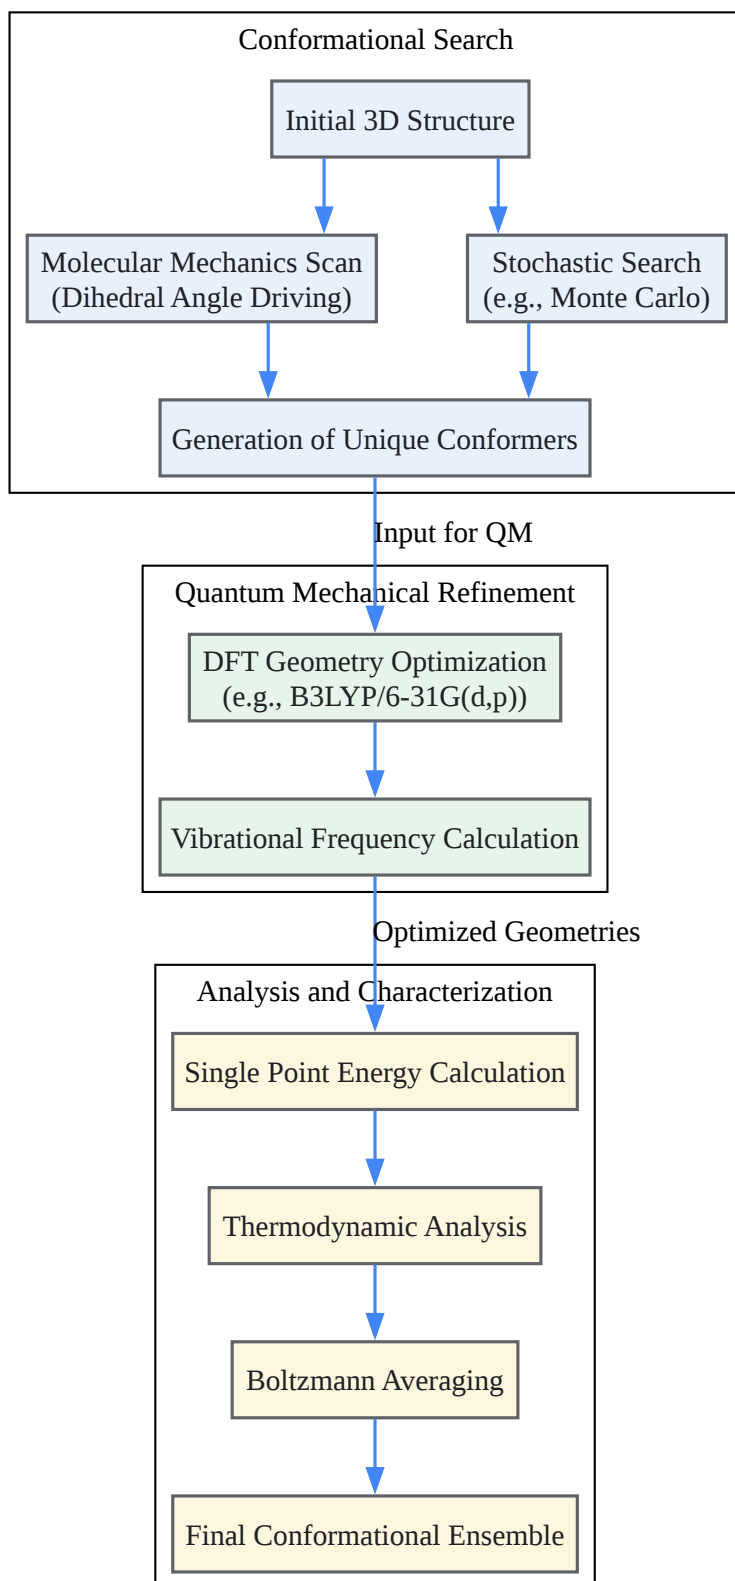 Conformational Search
Initial 3D Structure
Molecular Mechanics Scan
(Dihedral Angle Driving)
Stochastic Search
(e.g., Monte Carlo)
Generation of Unique Conformers
Input for QM
Quantum Mechanical Refinement
DFT Geometry Optimization
(e.g., B3LYP/6-31G(d,p))
Vibrational Frequency Calculation
Optimized Geometries
Analysis and Characterization
Single Point Energy Calculation
Thermodynamic Analysis
Boltzmann Averaging
Final Conformational Ensemble